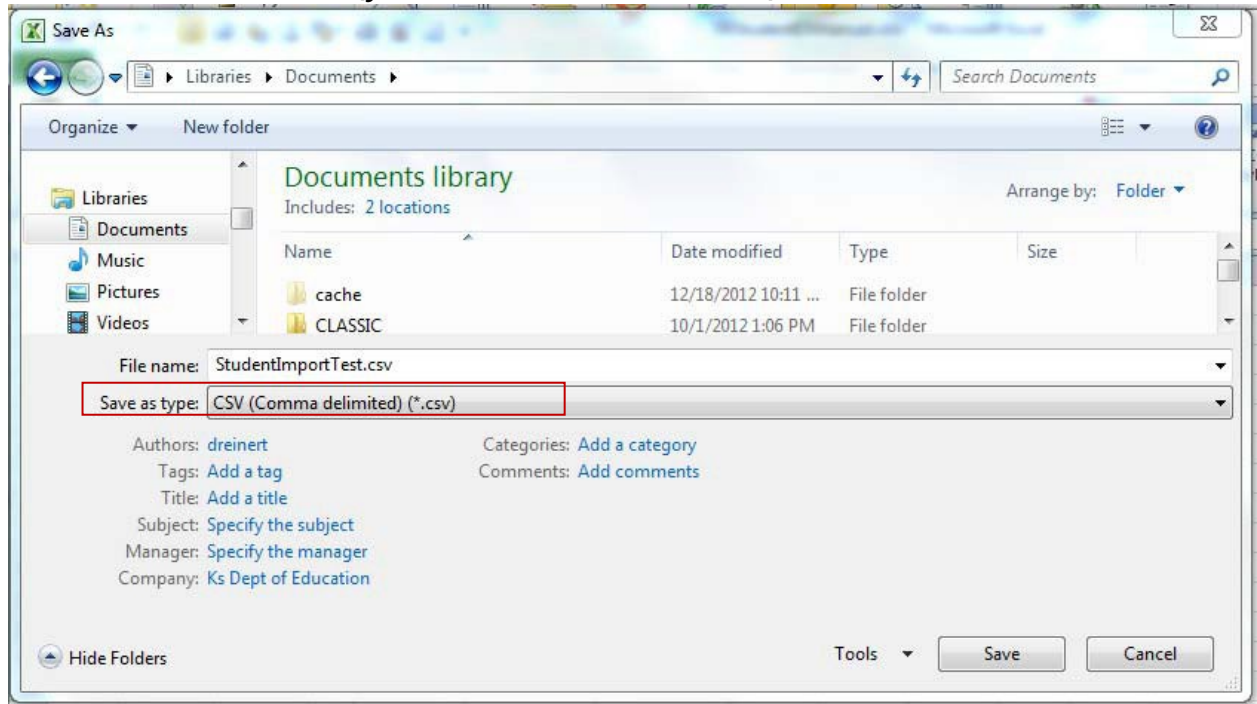 Save As
Libraries Documents
Search Documents
Organize New folder
Documents library
Includes: 2 locations
Arrange by: Folder
Libraries
Documents
Music
Pictures
Videos
Name Date modified Type Size
cache 12/18/2012 10:11 ... File folder
CLASSIC 10/1/2012 1:06 PM File folder
File name: StudentImportTest.csv
Save as type: CSV (Comma delimited) (*.csv)
Authors: dreinert Categories: Add a category
Tags: Add a tag Comments: Add comments
Title: Add a title
Subject: Specify the subject
Manager: Specify the manager
Company: Ks Dept of Education
Hide Folders Tools Save Cancel